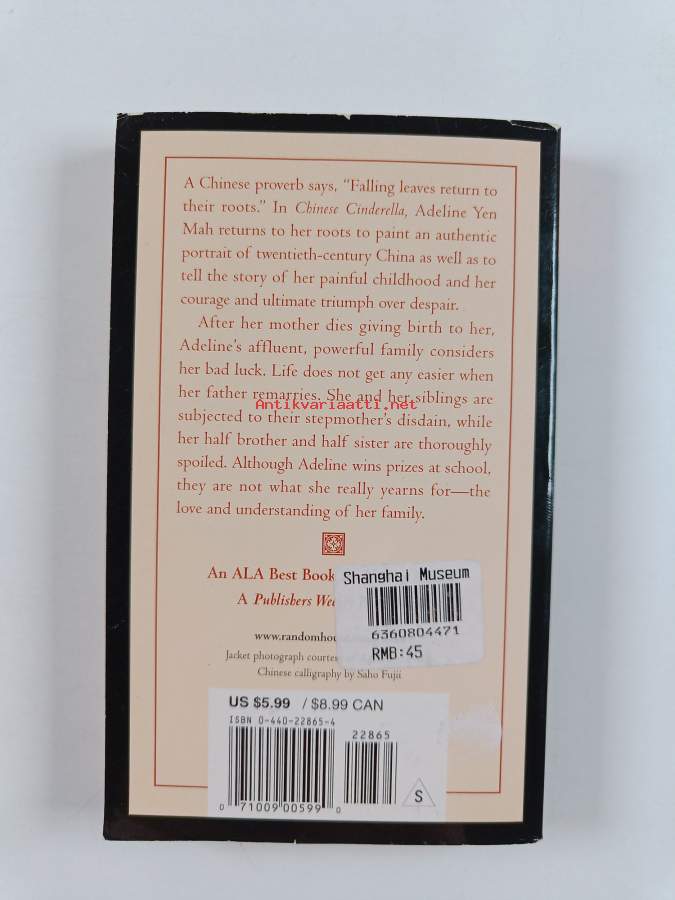 A Chinese proverb says, “Falling leaves return to
their roots.” In Chinese Cinderella, Adeline Yen
Mah returns to her roots to paint an authentic
portrait of twentieth-century China as well as to
tell the story of her painful childhood and her
courage and ultimate triumph over despair.
After her mother dies giving birth to her,
Adeline’s affluent, powerful family considers
her bad luck. Life does not get any easier when
her father remarries. She and her siblings are
Antikvariaatti.net
subjected to their stepmother’s disdain, while
her half brother and half sister are thoroughly
spoiled. Although Adeline wins prizes at school,
they are not what she really yearns for—the
love and understanding of her family.
An ALA Best Book
A Publishers
Shanghai Museum
6360804471
RMB:45
Jacket photograph
Chinese calligraphy by Saho Fujii
US $5.99 / $8.99 CAN
ISBN 0-440-22865-4
22865
0 71009 00599 0
S